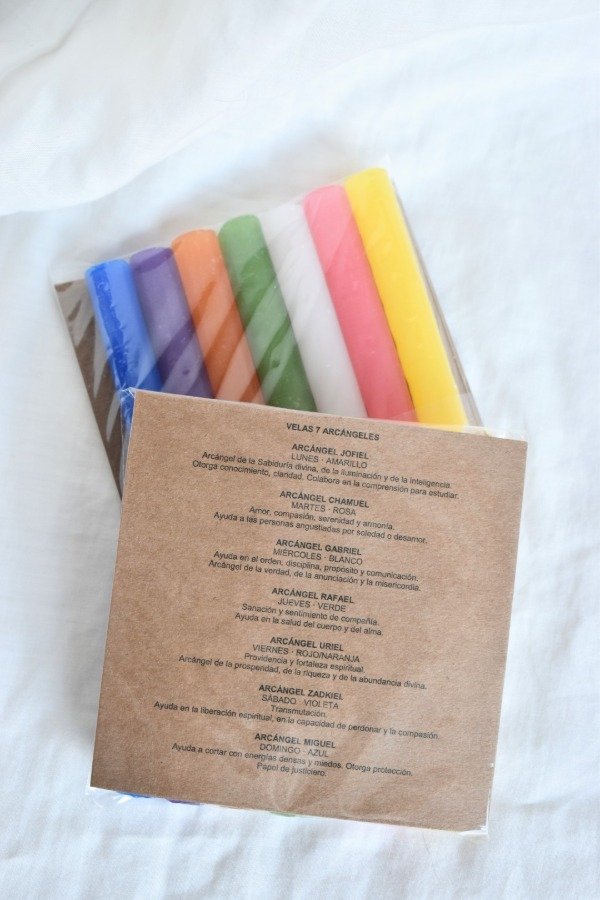 VELAS 7 ARCÁNGELES
ARCÁNGEL JOFIEL
LUNES · AMARILLO
Arcángel de la Sabiduría divina, de la iluminación y de la inteligencia.
Otorga conocimiento, claridad. Colabora en la comprensión para estudiar.
ARCÁNGEL CHAMUEL
MARTES · ROSA
Amor, compasión, serenidad y armonía.
Ayuda a las personas angustiadas por soledad o desamor.
ARCÁNGEL GABRIEL
MIÉRCOLES · BLANCO
Ayuda en el orden, disciplina, propósito y comunicación.
Arcángel de la verdad, de la anunciación y la misericordia.
ARCÁNGEL RAFAEL
JUEVES · VERDE
Sanación y sentimiento de compañía.
Ayuda en la salud del cuerpo y del alma.
ARCÁNGEL URIEL
VIERNES · ROJO/NARANJA
Providencia y fortaleza espiritual.
Arcángel de la prosperidad, de la riqueza y de la abundancia divina.
ARCÁNGEL ZADKIEL
SÁBADO · VIOLETA
Transmutación.
Ayuda en la liberación espiritual, en la capacidad de perdonar y la compasión.
ARCÁNGEL MIGUEL
DOMINGO · AZUL
Ayuda a cortar con energías densas y miedos. Otorga protección.
Papel de justiciero.